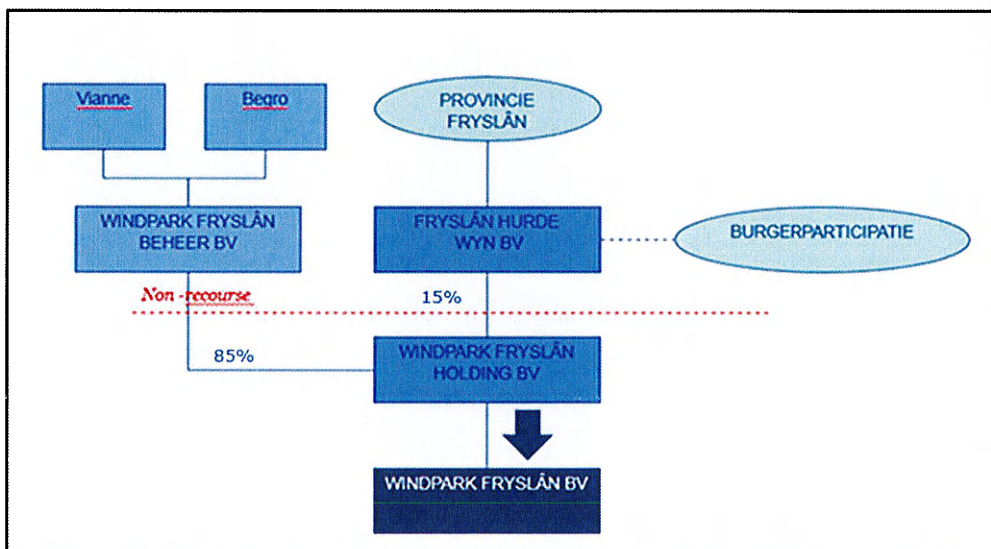 Vianne
Beqro
PROVINCIE
FRYSLÂN
WINDPARK FRYSLÂN
BEHEER BV
FRYSLÂN HURDE
WYN BV
BURGERPARTICIPATIE
Non -recourse
15%
85%
WINDPARK FRYSLÂN
HOLDING BV
WINDPARK FRYSLÂN BV